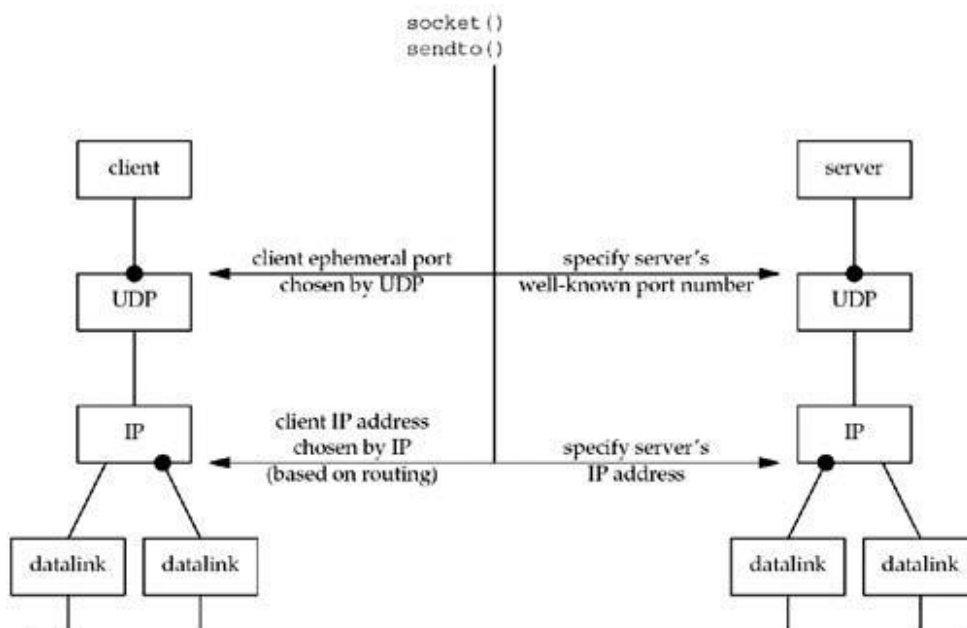 socket()
sendto()
client
server
client ephemeral port
chosen by UDP
specify server's
well-known port number
UDP
UDP
IP
client IP address
chosen by IP
(based on routing)
specify server's
IP address
IP
datalink
datalink
datalink
datalink